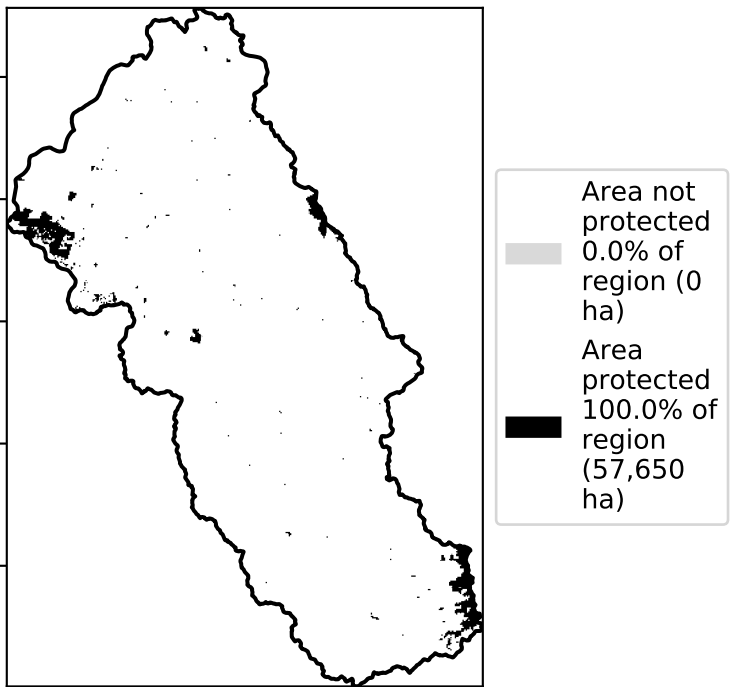 Area not
protected
0.0% of
region (0
ha)
Area
protected
100.0% of
region
(57,650
ha)